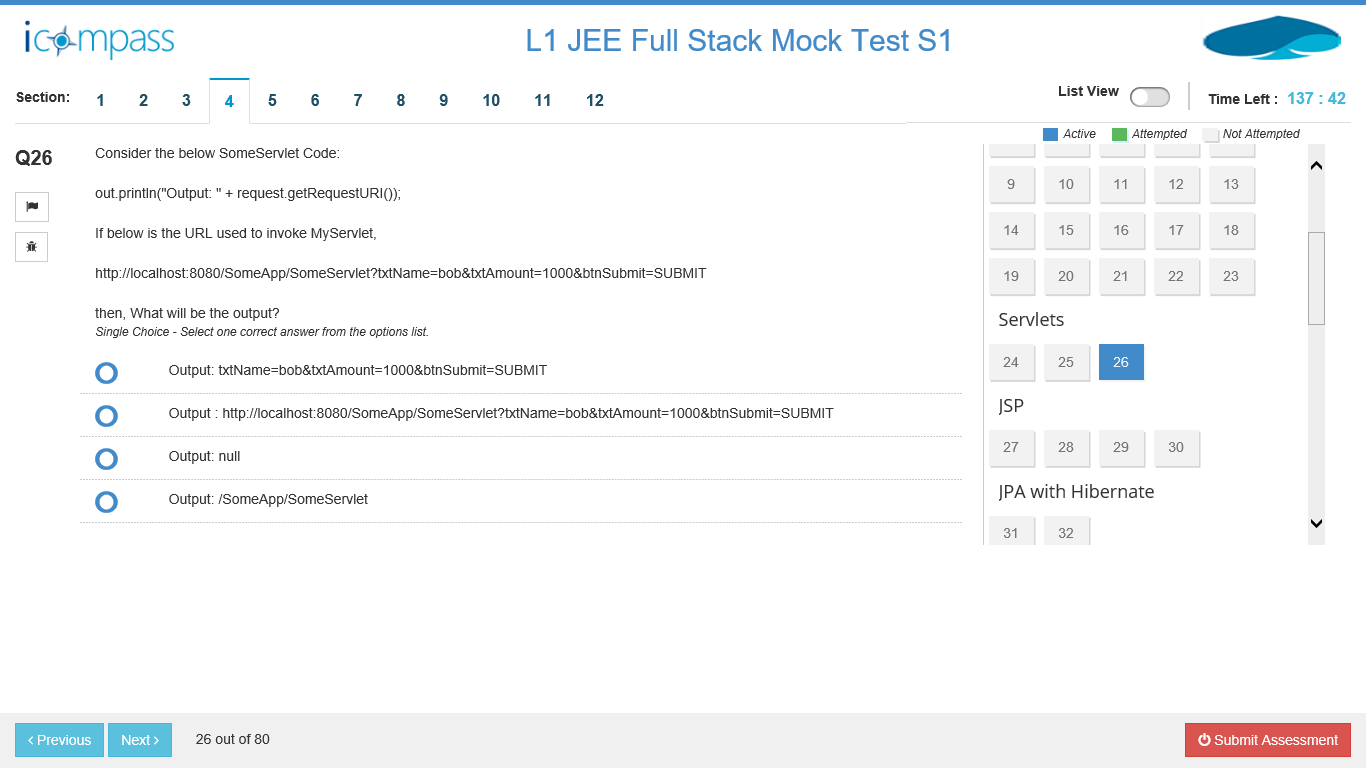 icompass
L1 JEE Full Stack Mock Test S1
Section: 1 2 3 4 5 6 7 8 9 10 11 12
List View
Time Left : 137 : 42
Active Attempted Not Attempted
Q26
Consider the below SomeServlet Code:
out.println("Output: " + request.getRequestURI());
If below is the URL used to invoke MyServlet,
http://localhost:8080/SomeApp/SomeServlet?txtName=bob&txtAmount=1000&btnSubmit=SUBMIT
then, What will be the output?
Single Choice - Select one correct answer from the options list.
Output: txtName=bob&txtAmount=1000&btnSubmit=SUBMIT
Output : http://localhost:8080/SomeApp/SomeServlet?txtName=bob&txtAmount=1000&btnSubmit=SUBMIT
Output: null
Output: /SomeApp/SomeServlet
9 10 11 12 13
14 15 16 17 18
19 20 21 22 23
Servlets
24 25 26
JSP
27 28 29 30
JPA with Hibernate
31 32
‹ Previous
Next ›
26 out of 80
Submit Assessment